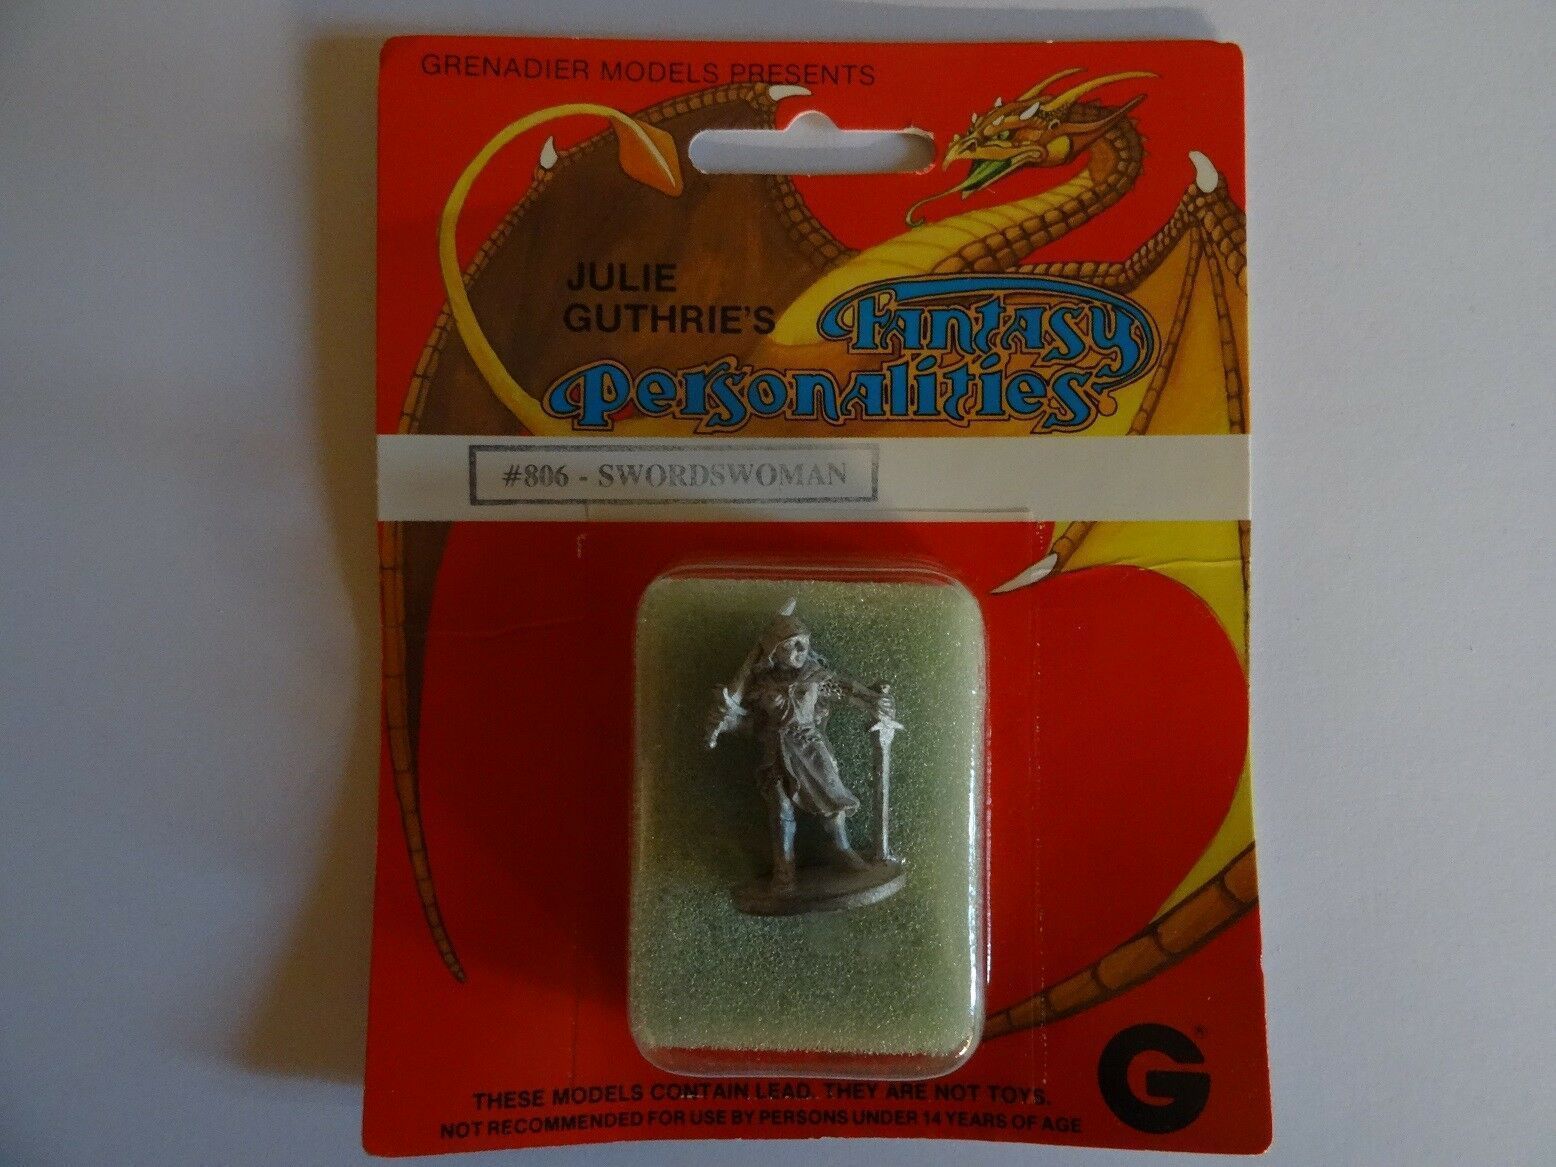 GRENADIER MODELS PRESENTS
JULIE
GUTHRIE'S
Fantasy
Personalities
#806 - SWORDSWOMAN
G®
THESE MODELS CONTAIN LEAD. THEY ARE NOT TOYS.
NOT RECOMMENDED FOR USE BY PERSONS UNDER 14 YEARS OF AGE